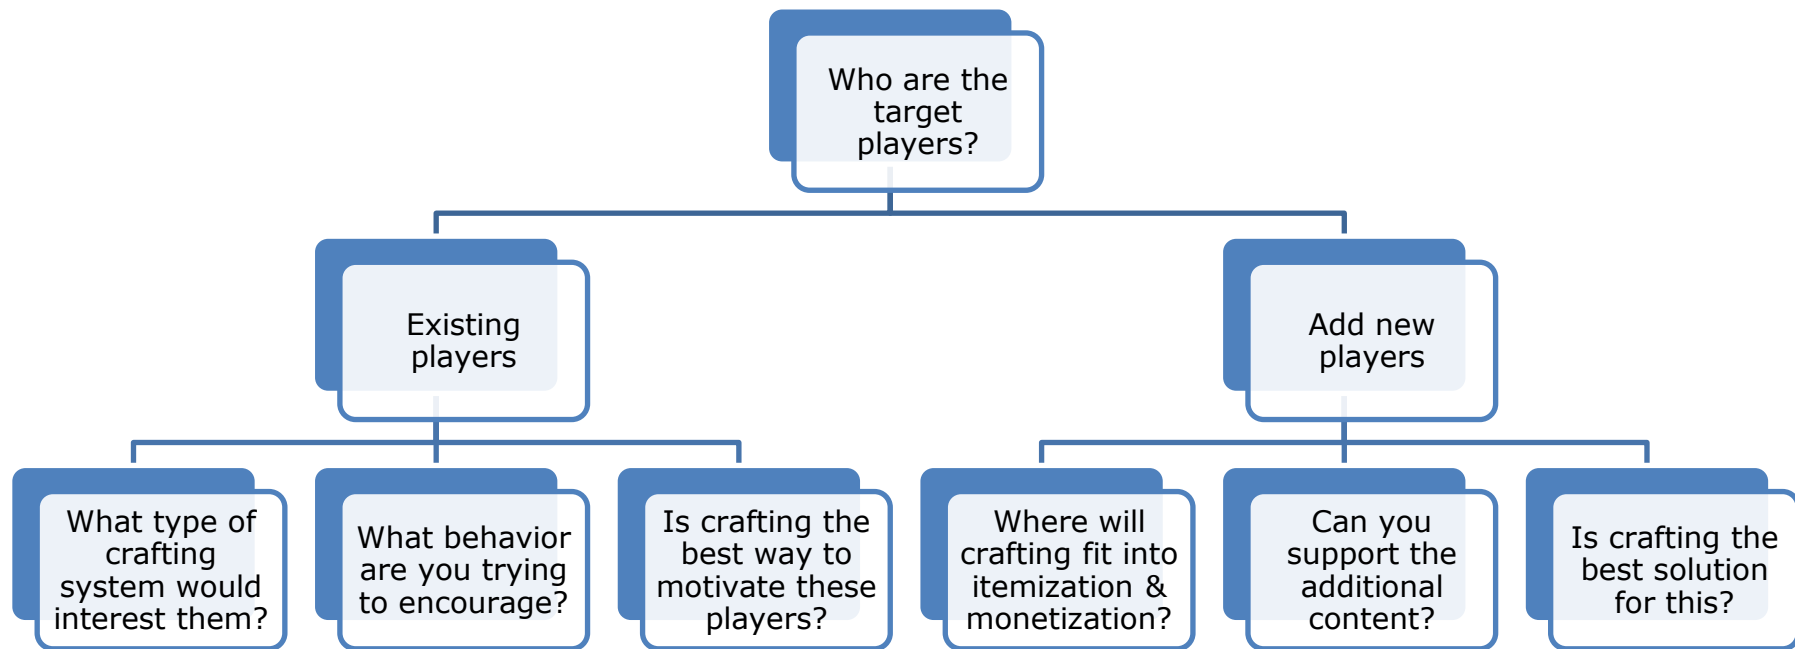 Who are the
target
players?
Existing
players
Add new
players
What type of
crafting
system would
interest them?
What behavior
are you trying
to encourage?
Is crafting the
best way to
motivate these
players?
Where will
crafting fit into
itemization &
monetization?
Can you
support the
additional
content?
Is crafting the
best solution
for this?